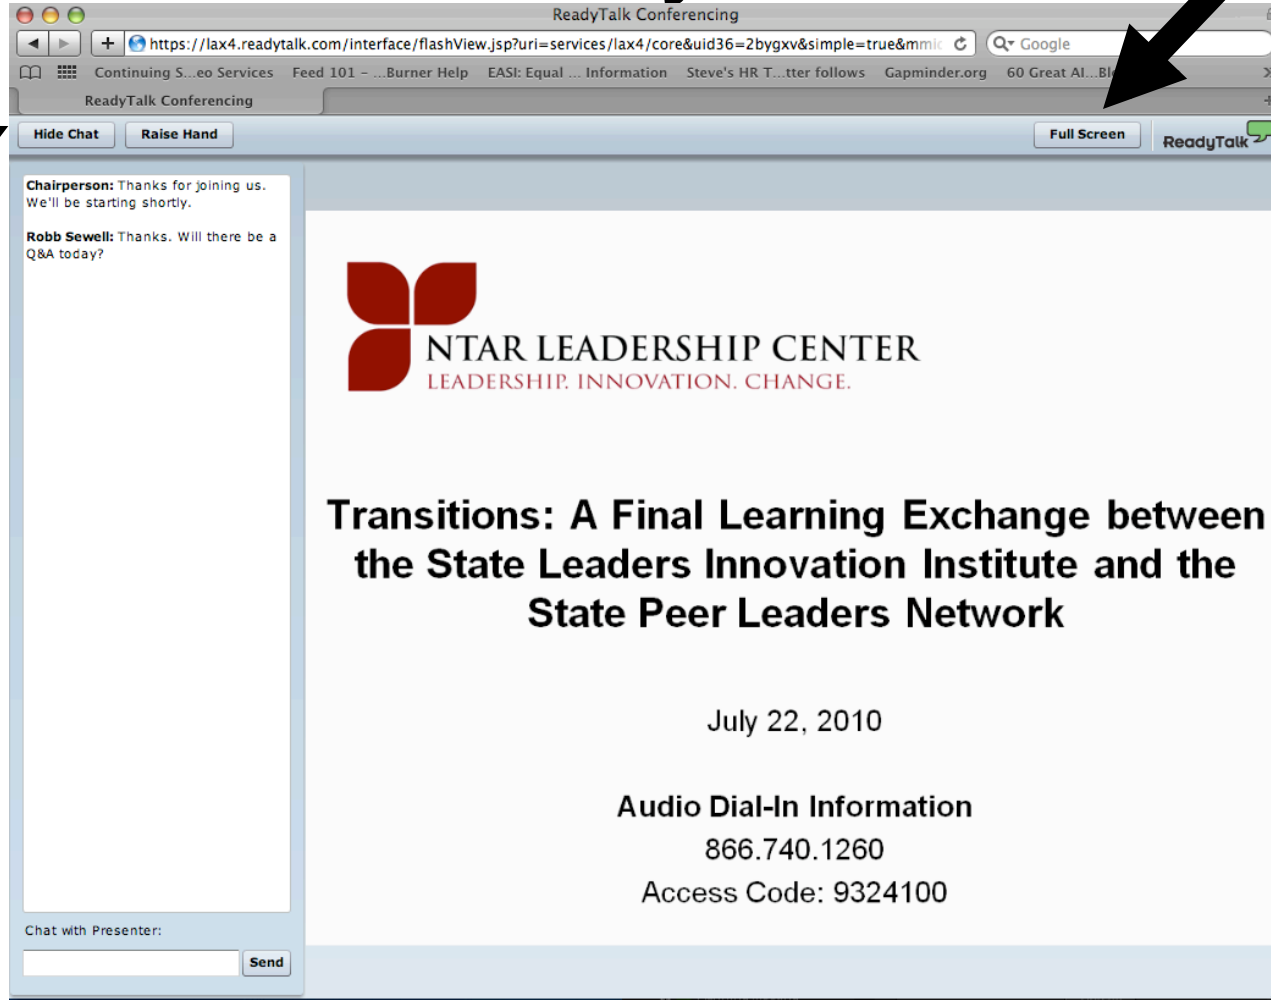 ReadyTalk Conferencing
https://lax4.readytalk.com/interface/flashView.jsp?uri=services/lax4/core&uid36=2bygxv&simple=true&mmic
Google
Continuing S...eo Services Feed 101 – ...Burner Help EASI: Equal ... Information Steve's HR T...tter follows Gapminder.org 60 Great Al...
ReadyTalk Conferencing
Hide Chat Raise Hand Full Screen ReadyTalk
Chairperson: Thanks for joining us.
We'll be starting shortly.
Robb Sewell: Thanks. Will there be a
Q&A today?
NTAR LEADERSHIP CENTER
LEADERSHIP. INNOVATION. CHANGE.
Transitions: A Final Learning Exchange between
the State Leaders Innovation Institute and the
State Peer Leaders Network
July 22, 2010
Audio Dial-In Information
866.740.1260
Access Code: 9324100
Chat with Presenter:
Send